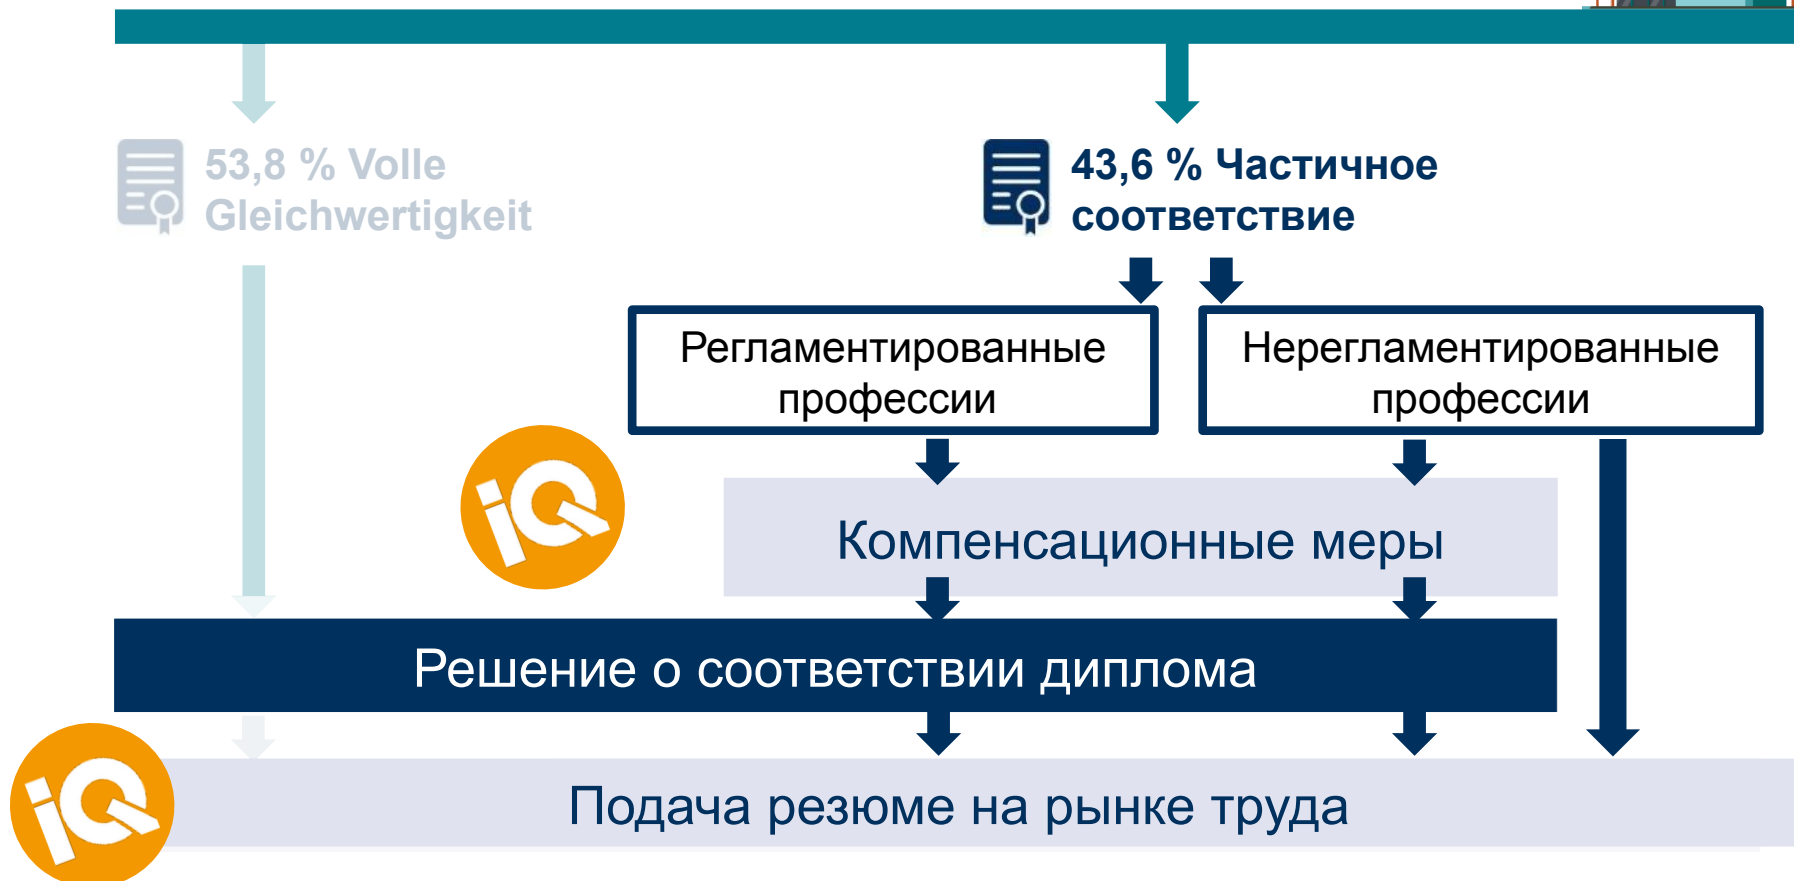 53,8 % Volle
Gleichwertigkeit
43,6 % Частичное
соответствие
Регламентированные
профессии
Нерегламентированные
профессии
iQ
Компенсационные меры
Решение о соответствии диплома
iQ
Подача резюме на рынке труда